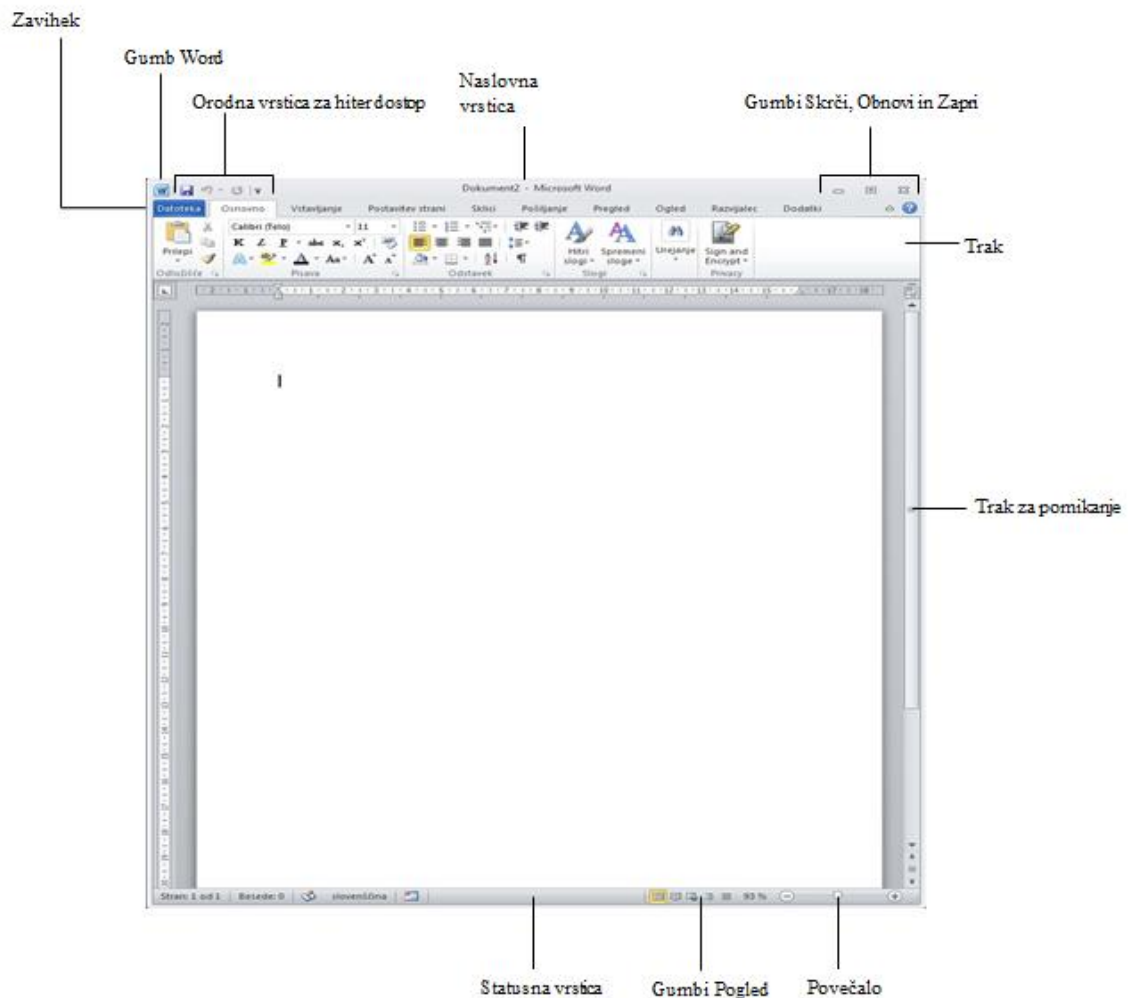 Zavihek
Gumb Word
Orodna vrstica za hiter dostop
Naslovna
vrstica
Gumbi Skrči, Obnovi in Zapri
Dokument2 - Microsoft Word
Datoteka Osnovno Vstavljanje Postavitev strani Sklici Pošiljanje Pregled Ogled Razvijalec Dodatki
Calibri (Telo) 11
K L P abc x, x²
Aa A A
Prilepi
Hitri slogi
Spremeni sloge
Urejanje
Sign and Encrypt
Odložišče Pisava Odstavek Slogi Privacy
Trak
Trak za pomikanje
Stran: 1 od 1 Besede: 0 slovenščina 93 %
Statusna vrstica
Gumbi Pogled
Povečalo